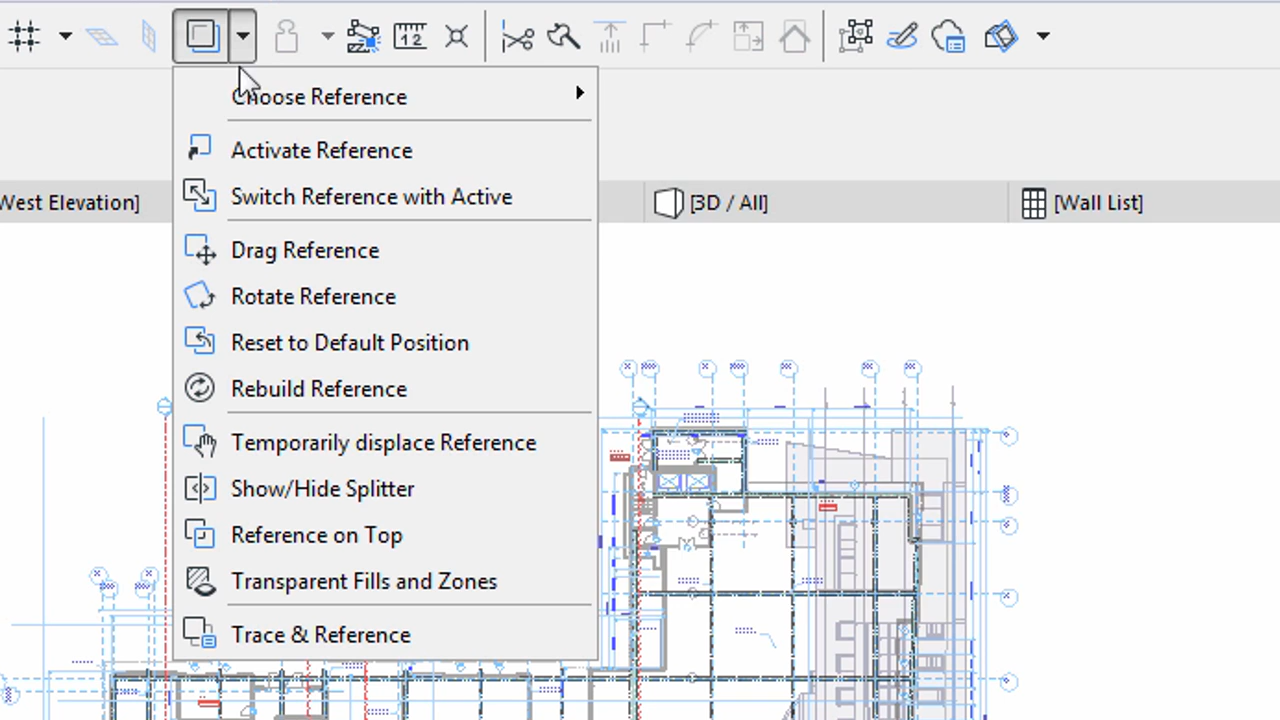 1 2
Choose Reference
Activate Reference
Switch Reference with Active
West Elevation]
[3D / All]
[Wall List]
Drag Reference
Rotate Reference
Reset to Default Position
Rebuild Reference
Temporarily displace Reference
Show/Hide Splitter
Reference on Top
Transparent Fills and Zones
Trace & Reference